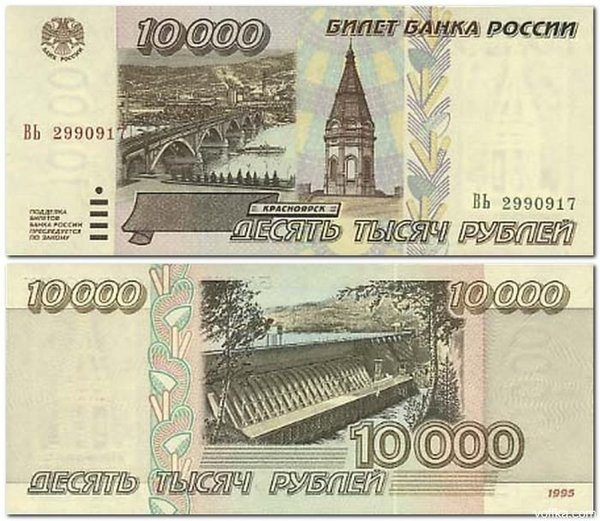 10 000
БИЛЕТ БАНКА РОССИИ
БАНК РОССИИ
ВЬ 2990917
ВЬ 2990917
КРАСНОЯРСК
ПОДДЕЛКА
БИЛЕТОВ
БАНКА РОССИИ
ПРЕСЛЕДУЕТСЯ
ПО ЗАКОНУ
ДЕСЯТЬ ТЫСЯЧ РУБЛЕЙ
10 000
10 000
10 000
ДЕСЯТЬ ТЫСЯЧ РУБЛЕЙ
1995